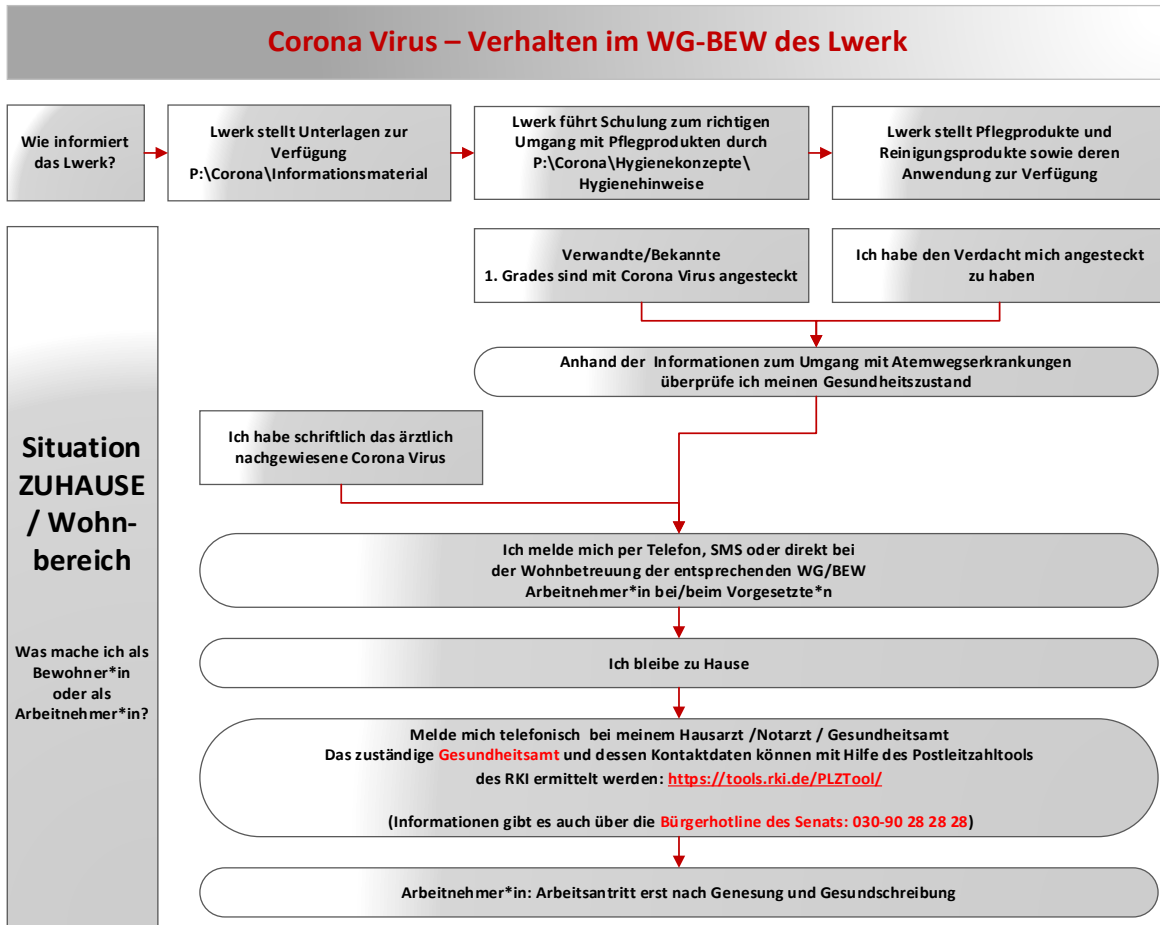 Corona Virus – Verhalten im WG-BEW des Lwerk
Wie informiert
das Lwerk?
Lwerk stellt Unterlagen zur
Verfügung
P:\Corona\Informationsmaterial
Lwerk führt Schulung zum richtigen
Umgang mit Pflegprodukten durch
P:\Corona\Hygienekonzepte\
Hygienehinweise
Lwerk stellt Pflegprodukte und
Reinigungsprodukte sowie deren
Anwendung zur Verfügung
Situation
ZUHAUSE
/ Wohn-
bereich
Was mache ich als
Bewohner*in
oder als
Arbeitnehmer*in?
Verwandte/Bekannte
1. Grades sind mit Corona Virus angesteckt
Ich habe den Verdacht mich angesteckt
zu haben
Anhand der Informationen zum Umgang mit Atemwegserkrankungen
überprüfe ich meinen Gesundheitszustand
Ich habe schriftlich das ärztlich
nachgewiesene Corona Virus
Ich melde mich per Telefon, SMS oder direkt bei
der Wohnbetreuung der entsprechenden WG/BEW
Arbeitnehmer*in bei/beim Vorgesetzte*n
Ich bleibe zu Hause
Melde mich telefonisch bei meinem Hausarzt /Notarzt / Gesundheitsamt
Das zuständige Gesundheitsamt und dessen Kontaktdaten können mit Hilfe des Postleitzahltools
des RKI ermittelt werden: https://tools.rki.de/PLZTool/
(Informationen gibt es auch über die Bürgerhotline des Senats: 030-90 28 28 28)
Arbeitnehmer*in: Arbeitsantritt erst nach Genesung und Gesundschreibung